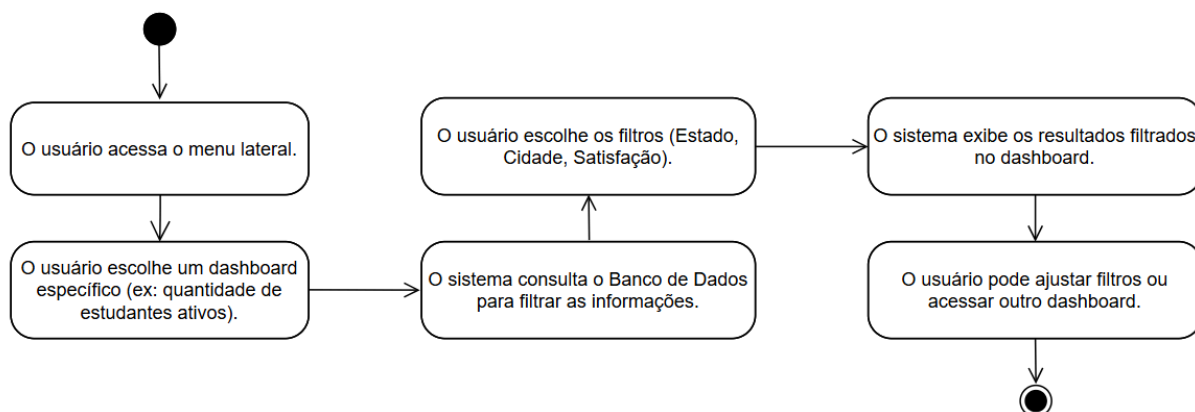 O usuário acessa o menu lateral.
O usuário escolhe um dashboard
específico (ex: quantidade de
estudantes ativos).
O sistema consulta o Banco de Dados
para filtrar as informações.
O usuário escolhe os filtros (Estado,
Cidade, Satisfação).
O sistema exibe os resultados filtrados
no dashboard.
O usuário pode ajustar filtros ou
acessar outro dashboard.